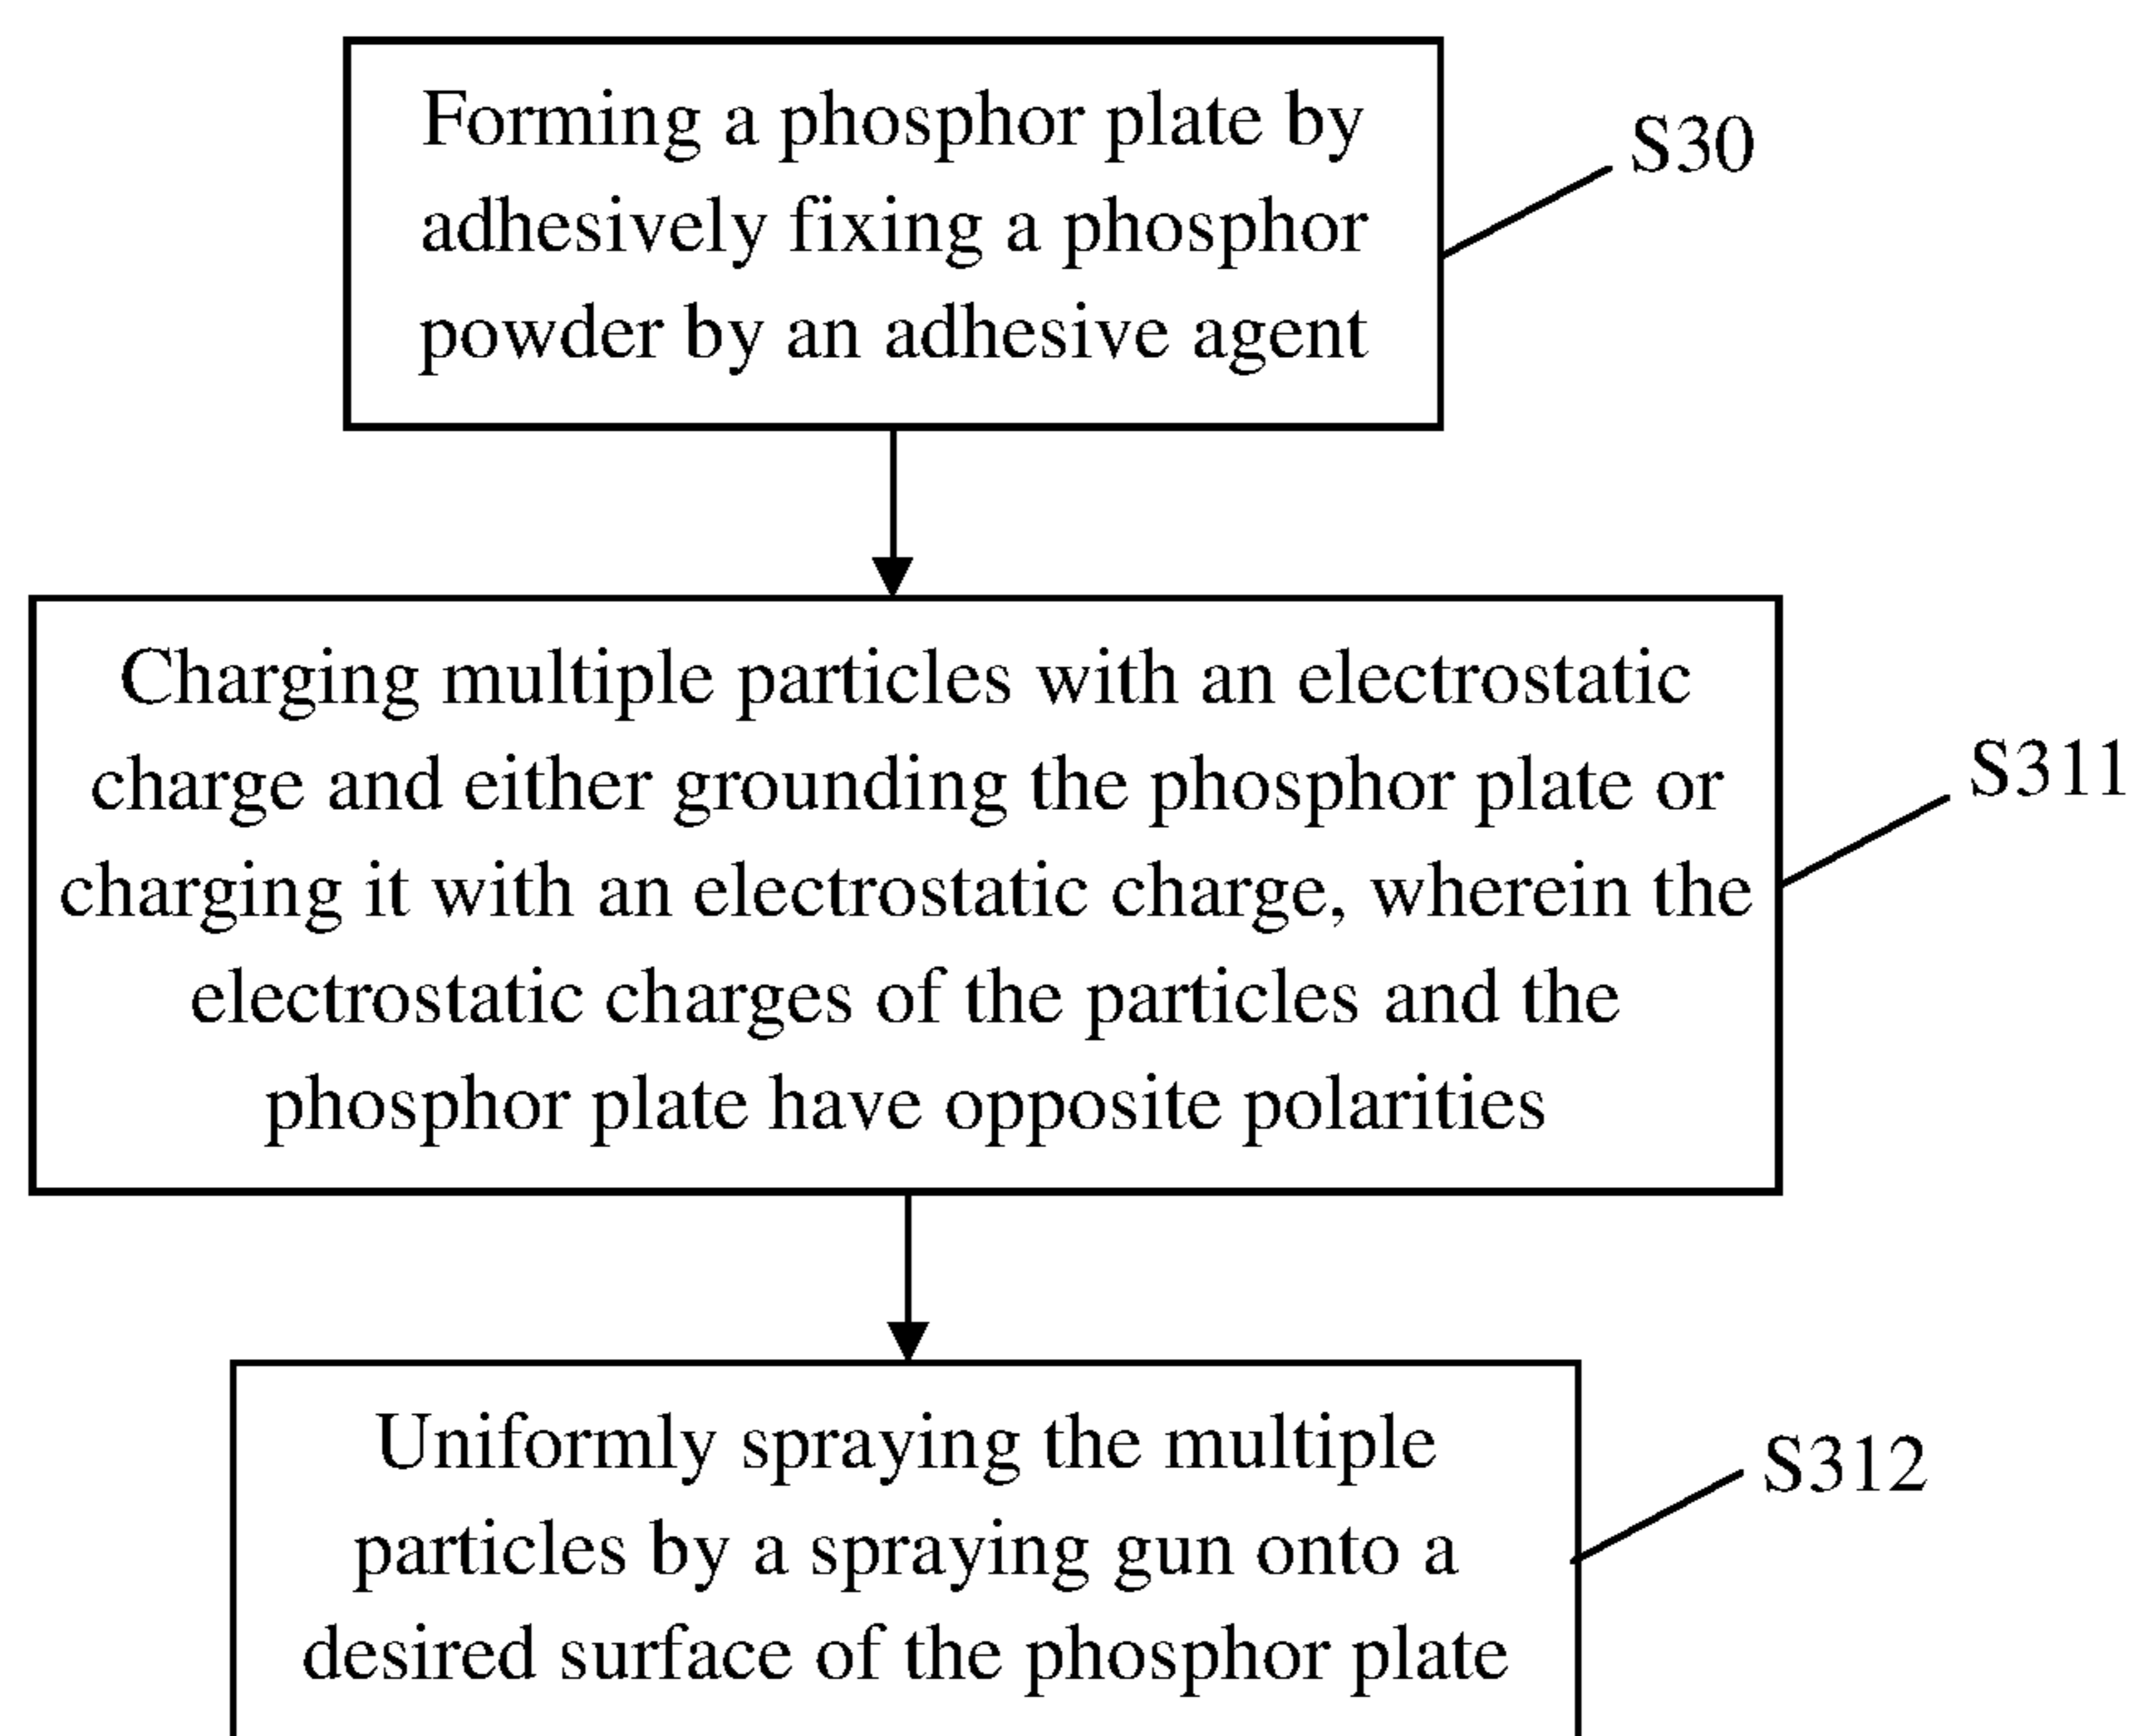 Forming a phosphor plate by
adhesively fixing a phosphor
powder by an adhesive agent
S30
Charging multiple particles with an electrostatic
charge and either grounding the phosphor plate or
charging it with an electrostatic charge, wherein the
electrostatic charges of the particles and the
phosphor plate have opposite polarities
S311
Uniformly spraying the multiple
particles by a spraying gun onto a
desired surface of the phosphor plate
S312